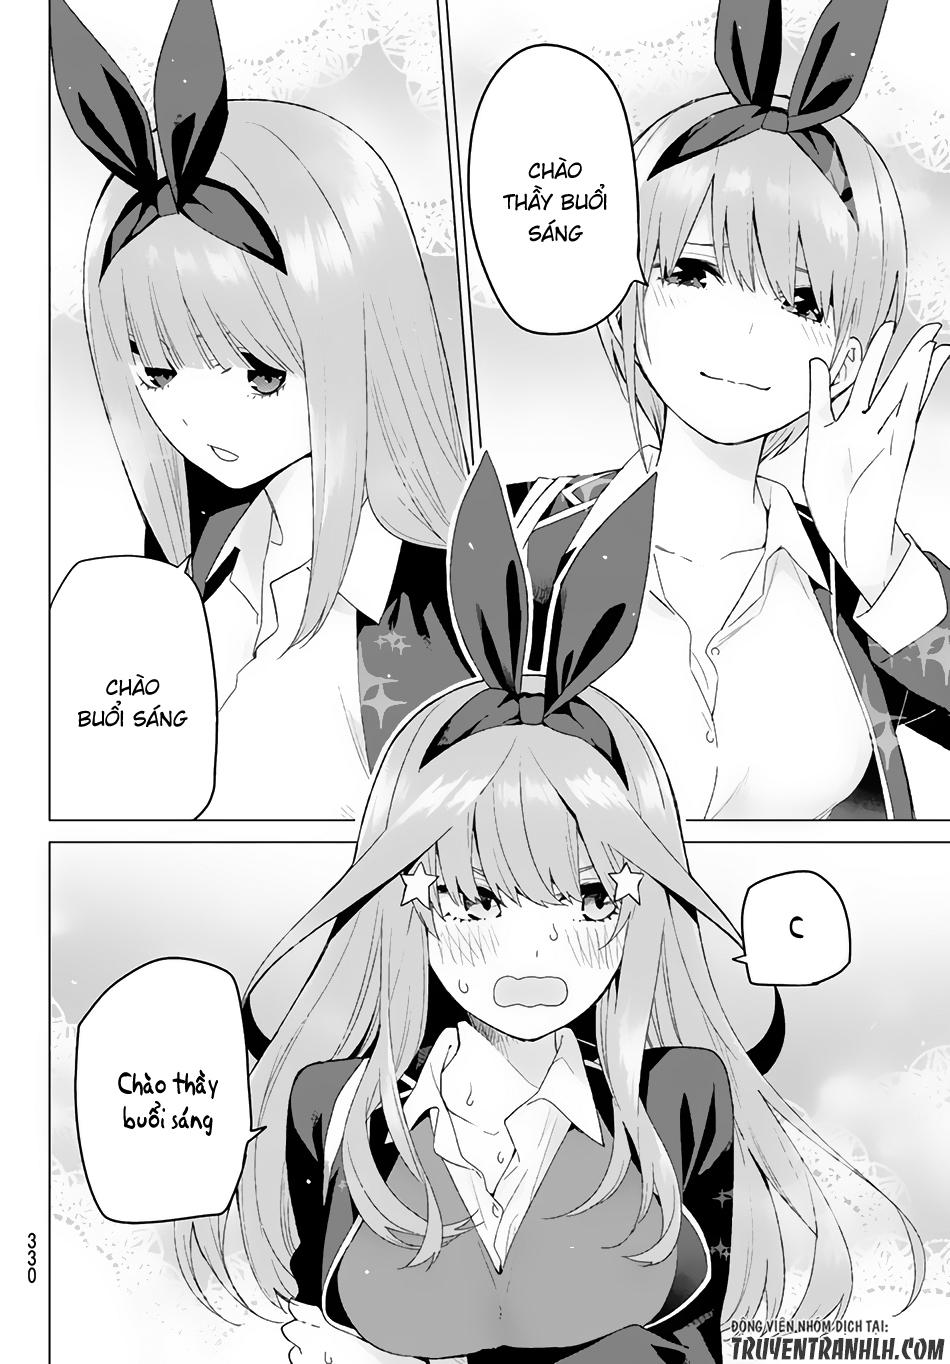 CHÀO
THẦY BUỔI
SÁNG
CHÀO
BUỔI SÁNG
C
Chào thầy
buổi sáng
330
ĐỘNG VIÊN NHÓM DỊCH TẠI:
TRUYENTRANHLH.COM